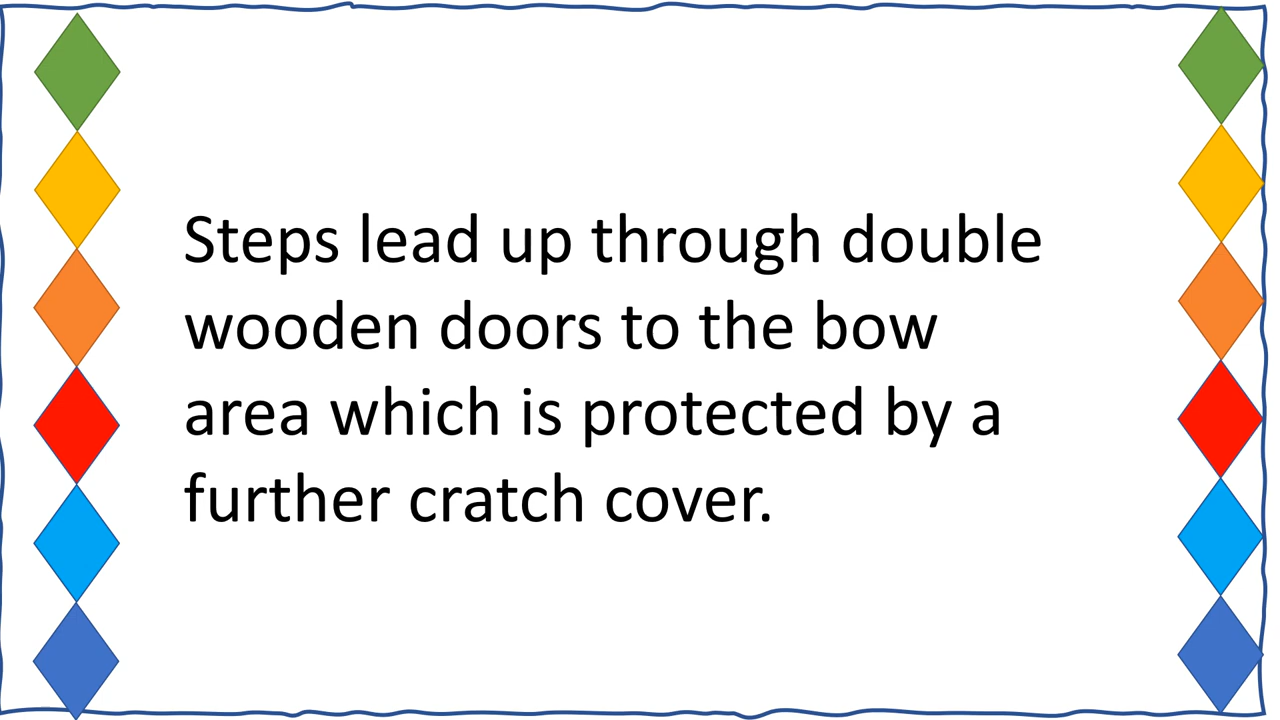 Steps lead up through double
wooden doors to the bow
area which is protected by a
further cratch cover.